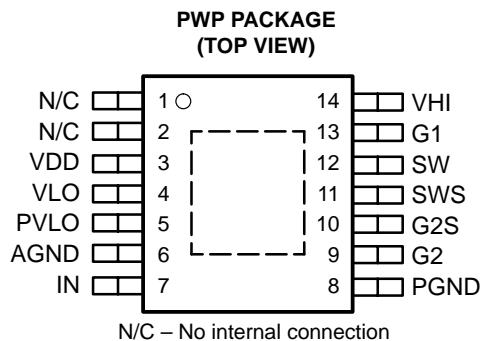 PWP PACKAGE
(TOP VIEW)
N/C 1 14 VHI
N/C 2 13 G1
VDD 3 12 SW
VLO 4 11 SWS
PVLO 5 10 G2S
AGND 6 9 G2
IN 7 8 PGND
N/C – No internal connection